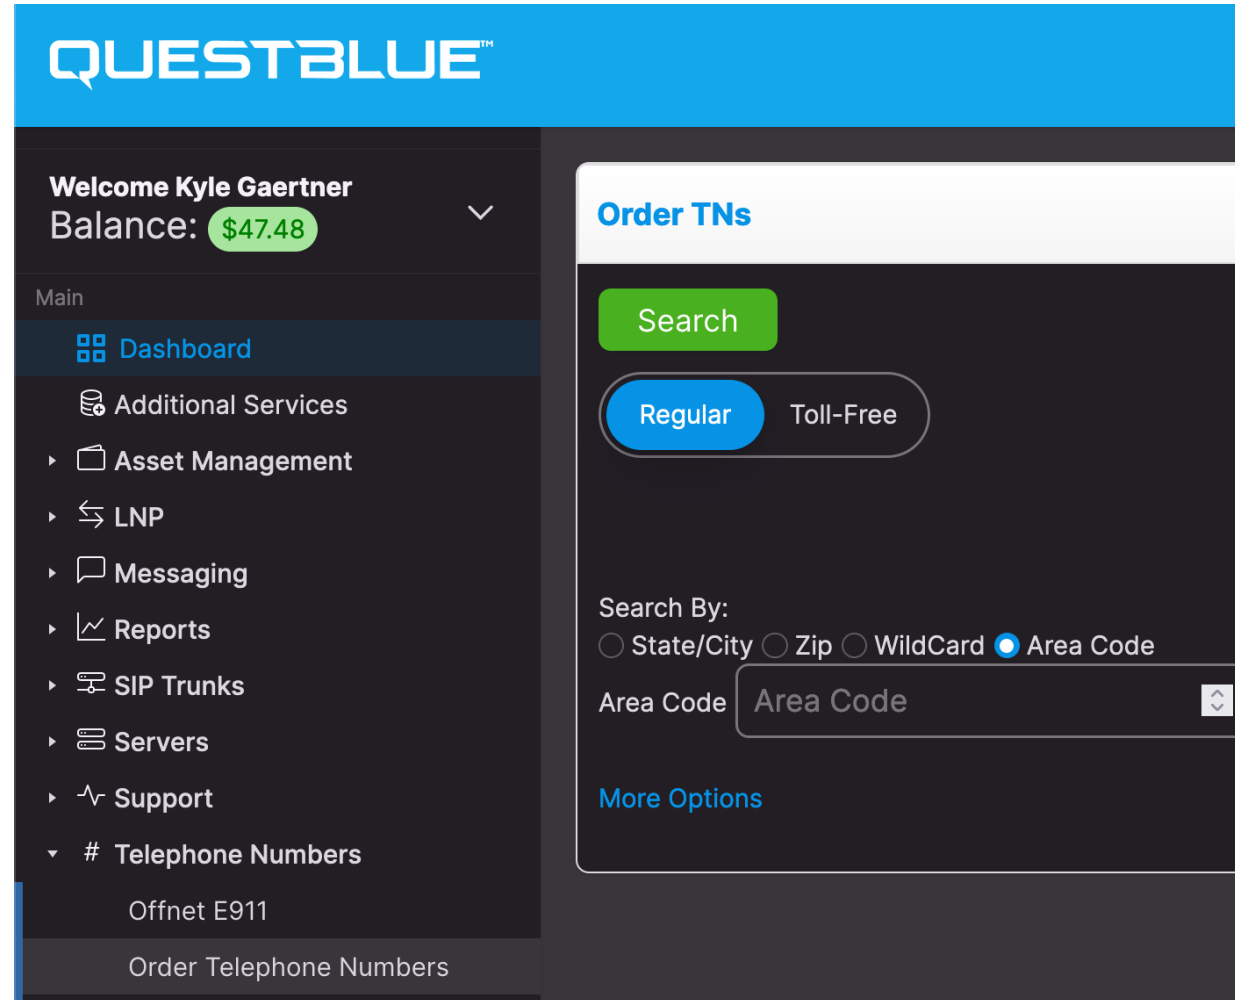 QUESTBLUE™
Welcome Kyle Gaertner
Balance: $47.48
Main
Dashboard
Additional Services
Asset Management
LNP
Messaging
Reports
SIP Trunks
Servers
Support
# Telephone Numbers
Offnet E911
Order Telephone Numbers
Order TNs
Search
Regular Toll-Free
Search By:
State/City Zip WildCard Area Code
Area Code Area Code
More Options